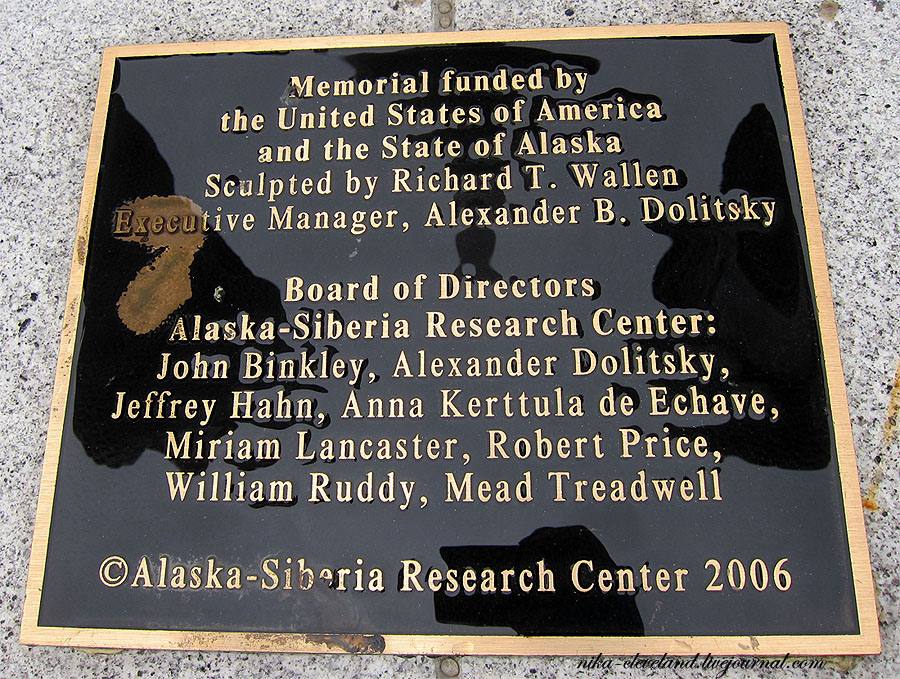 Memorial funded by
the United States of America
and the State of Alaska
Sculpted by Richard T. Wallen
Executive Manager, Alexander B. Dolitsky
Board of Directors
Alaska-Siberia Research Center:
John Binkley, Alexander Dolitsky,
Jeffrey Hahn, Anna Kerttula de Echave,
Miriam Lancaster, Robert Price,
William Ruddy, Mead Treadwell
©Alaska-Siberia Research Center 2006
nika-cleveland.livejournal.com